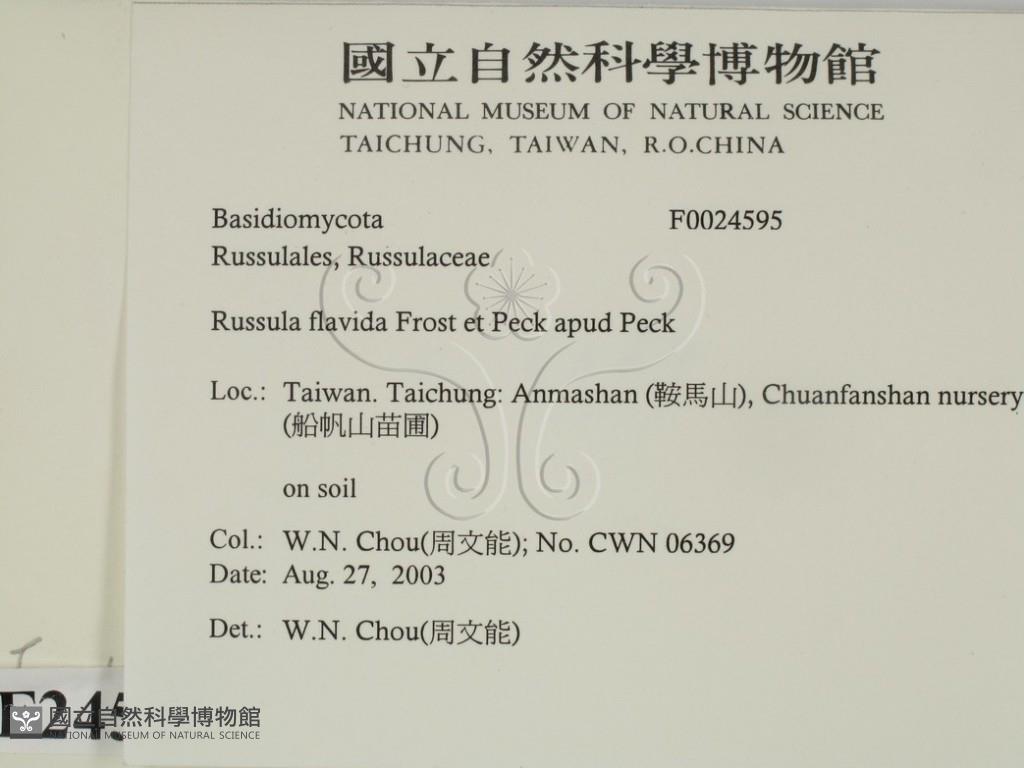 國立自然科學博物館
NATIONAL MUSEUM OF NATURAL SCIENCE
TAICHUNG, TAIWAN, R.O.CHINA
Basidiomycota F0024595
Russulales, Russulaceae
Russula flavida Frost et Peck apud Peck
Loc.: Taiwan. Taichung: Anmashan (鞍馬山), Chuanfanshan nursery
(船帆山苗圃)
on soil
Col.: W.N. Chou(周文能); No. CWN 06369
Date: Aug. 27, 2003
Det.: W.N. Chou(周文能)
F245
國立自然科學博物館
NATIONAL MUSEUM OF NATURAL SCIENCE